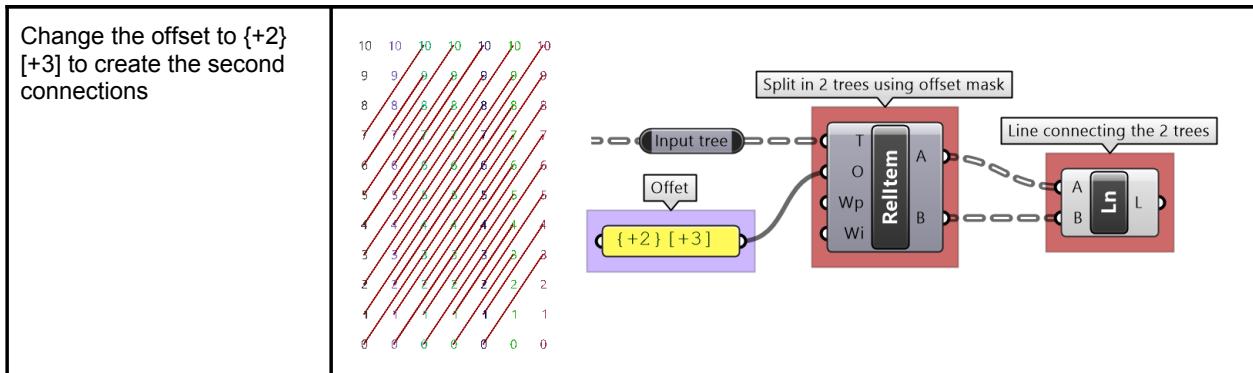 Change the offset to {+2}
[+3] to create the second
connections
10 10 10 10 10 10 10
9 9 9 9 9 9 9
8 8 8 8 8 8 8
7 7 7 7 7 7 7
6 6 6 6 6 6 6
5 5 5 5 5 5 5
4 4 4 4 4 4 4
3 3 3 3 3 3 3
2 2 2 2 2 2 2
1 1 1 1 1 1 1
0 0 0 0 0 0 0
Split in 2 trees using offset mask
Input tree
T
O
Wp
Wi
RelItem
A
B
Offet
{+2}[+3]
Line connecting the 2 trees
A
B
Ln
L